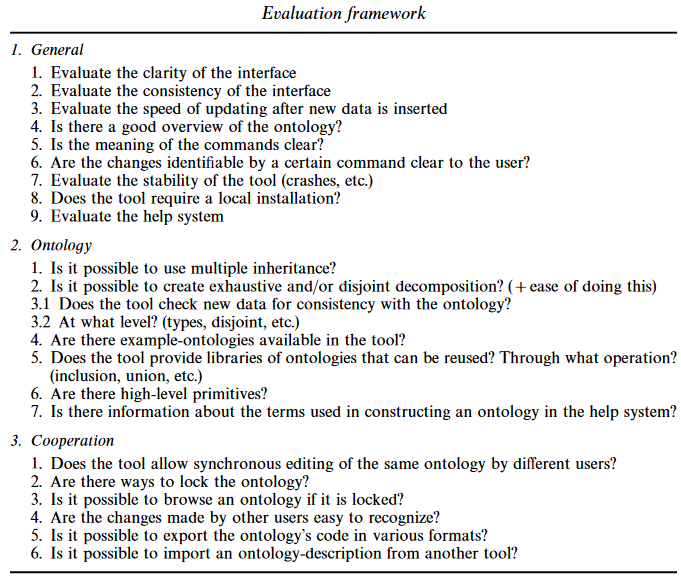 Evaluation framework
1. General
1. Evaluate the clarity of the interface
2. Evaluate the consistency of the interface
3. Evaluate the speed of updating after new data is inserted
4. Is there a good overview of the ontology?
5. Is the meaning of the commands clear?
6. Are the changes identifiable by a certain command clear to the user?
7. Evaluate the stability of the tool (crashes, etc.)
8. Does the tool require a local installation?
9. Evaluate the help system
2. Ontology
1. Is it possible to use multiple inheritance?
2. Is it possible to create exhaustive and/or disjoint decomposition? (+ease of doing this)
3.1 Does the tool check new data for consistency with the ontology?
3.2 At what level? (types, disjoint, etc.)
4. Are there example-ontologies available in the tool?
5. Does the tool provide libraries of ontologies that can be reused? Through what operation?
(inclusion, union, etc.)
6. Are there high-level primitives?
7. Is there information about the terms used in constructing an ontology in the help system?
3. Cooperation
1. Does the tool allow synchronous editing of the same ontology by different users?
2. Are there ways to lock the ontology?
3. Is it possible to browse an ontology if it is locked?
4. Are the changes made by other users easy to recognize?
5. Is it possible to export the ontology's code in various formats?
6. Is it possible to import an ontology-description from another tool?